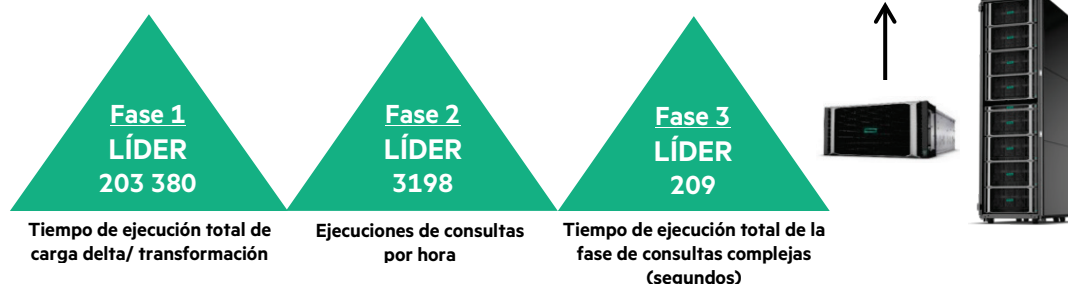 Fase 1
LÍDER
203 380
Tiempo de ejecución total de
carga delta/ transformación
Fase 2
LÍDER
3198
Ejecuciones de consultas
por hora
Fase 3
LÍDER
209
Tiempo de ejecución total de la
fase de consultas complejas
(segundos)